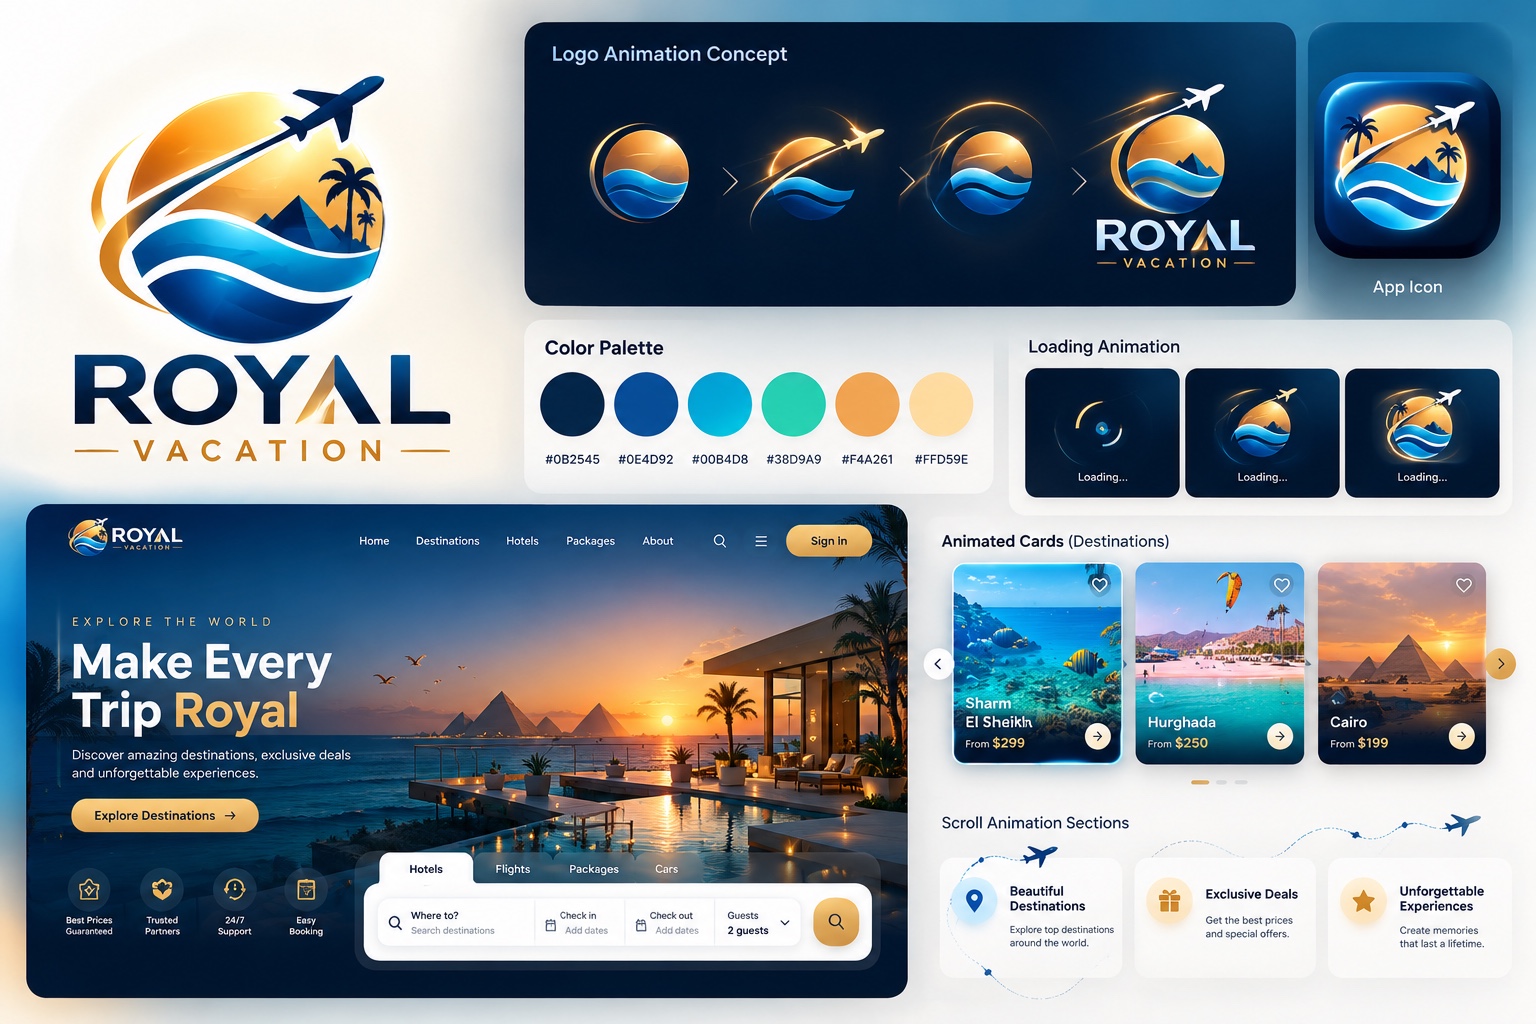 ROYAL
VACATION
Logo Animation Concept
ROYAL
VACATION
App Icon
Color Palette
#0B2545
#0E4D92
#00B4D8
#38D9A9
#F4A261
#FFD59E
Loading Animation
Loading...
Loading...
Loading...
ROYAL
VACATION
Home
Destinations
Hotels
Packages
About
Sign In
EXPLORE THE WORLD
Make Every
Trip Royal
Discover amazing destinations, exclusive deals
and unforgettable experiences.
Explore Destinations
Best Prices
Guaranteed
Trusted
Partners
24/7
Support
Easy
Booking
Hotels
Flights
Packages
Cars
Where to?
Search destinations
Check in
Add dates
Check out
Add dates
Guests
2 guests
Animated Cards (Destinations)
Sharm
El Sheikh
From $299
Hurghada
From $250
Cairo
From $199
Scroll Animation Sections
Beautiful
Destinations
Explore top destinations
around the world.
Exclusive Deals
Get the best prices
and special offers.
Unforgettable
Experiences
Create memories
that last a lifetime.